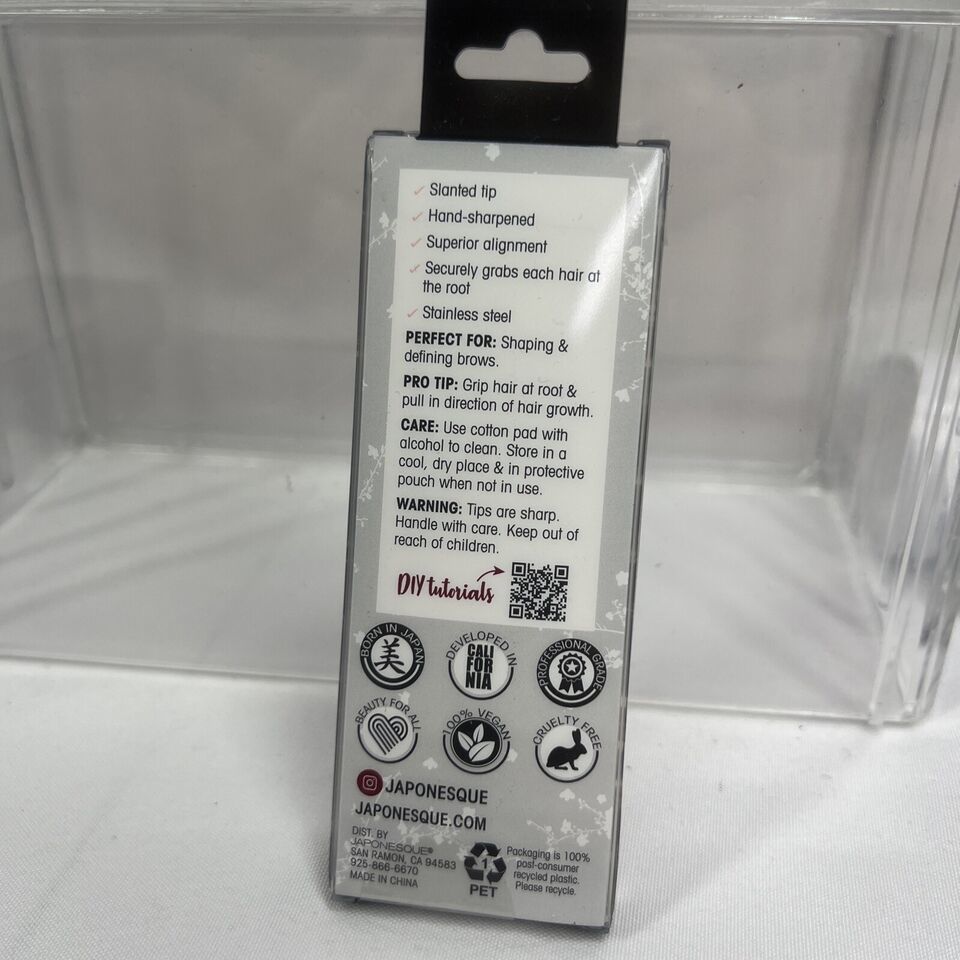 Slanted tip
Hand-sharpened
Superior alignment
Securely grabs each hair at
the root
Stainless steel
PERFECT FOR: Shaping &
defining brows.
PRO TIP: Grip hair at root &
pull in direction of hair growth.
CARE: Use cotton pad with
alcohol to clean. Store in a
cool, dry place & in protective
pouch when not in use.
WARNING: Tips are sharp.
Handle with care. Keep out of
reach of children.
DIY tutorials
BORN IN JAPAN
美
DEVELOPED IN
CALI
FOR
NIA
PROFESSIONAL GRADE
BEAUTY FOR ALL
100% VEGAN
CRUELTY FREE
JAPONESQUE
JAPONESQUE.COM
DIST. BY
JAPONESQUE®
SAN RAMON, CA 94583
925-866-6670
MADE IN CHINA
1
PET
Packaging is 100%
post-consumer
recycled plastic.
Please recycle.